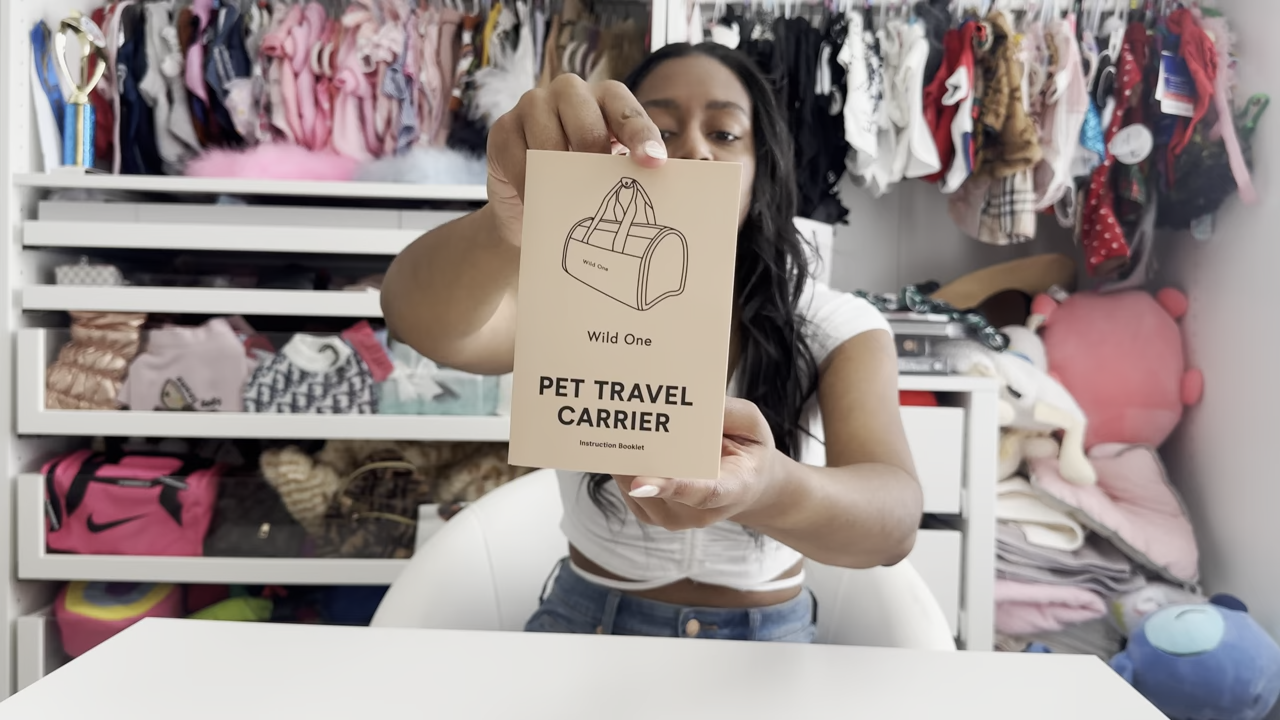 Wild One
Wild One
PET TRAVEL
CARRIER
Instruction Booklet